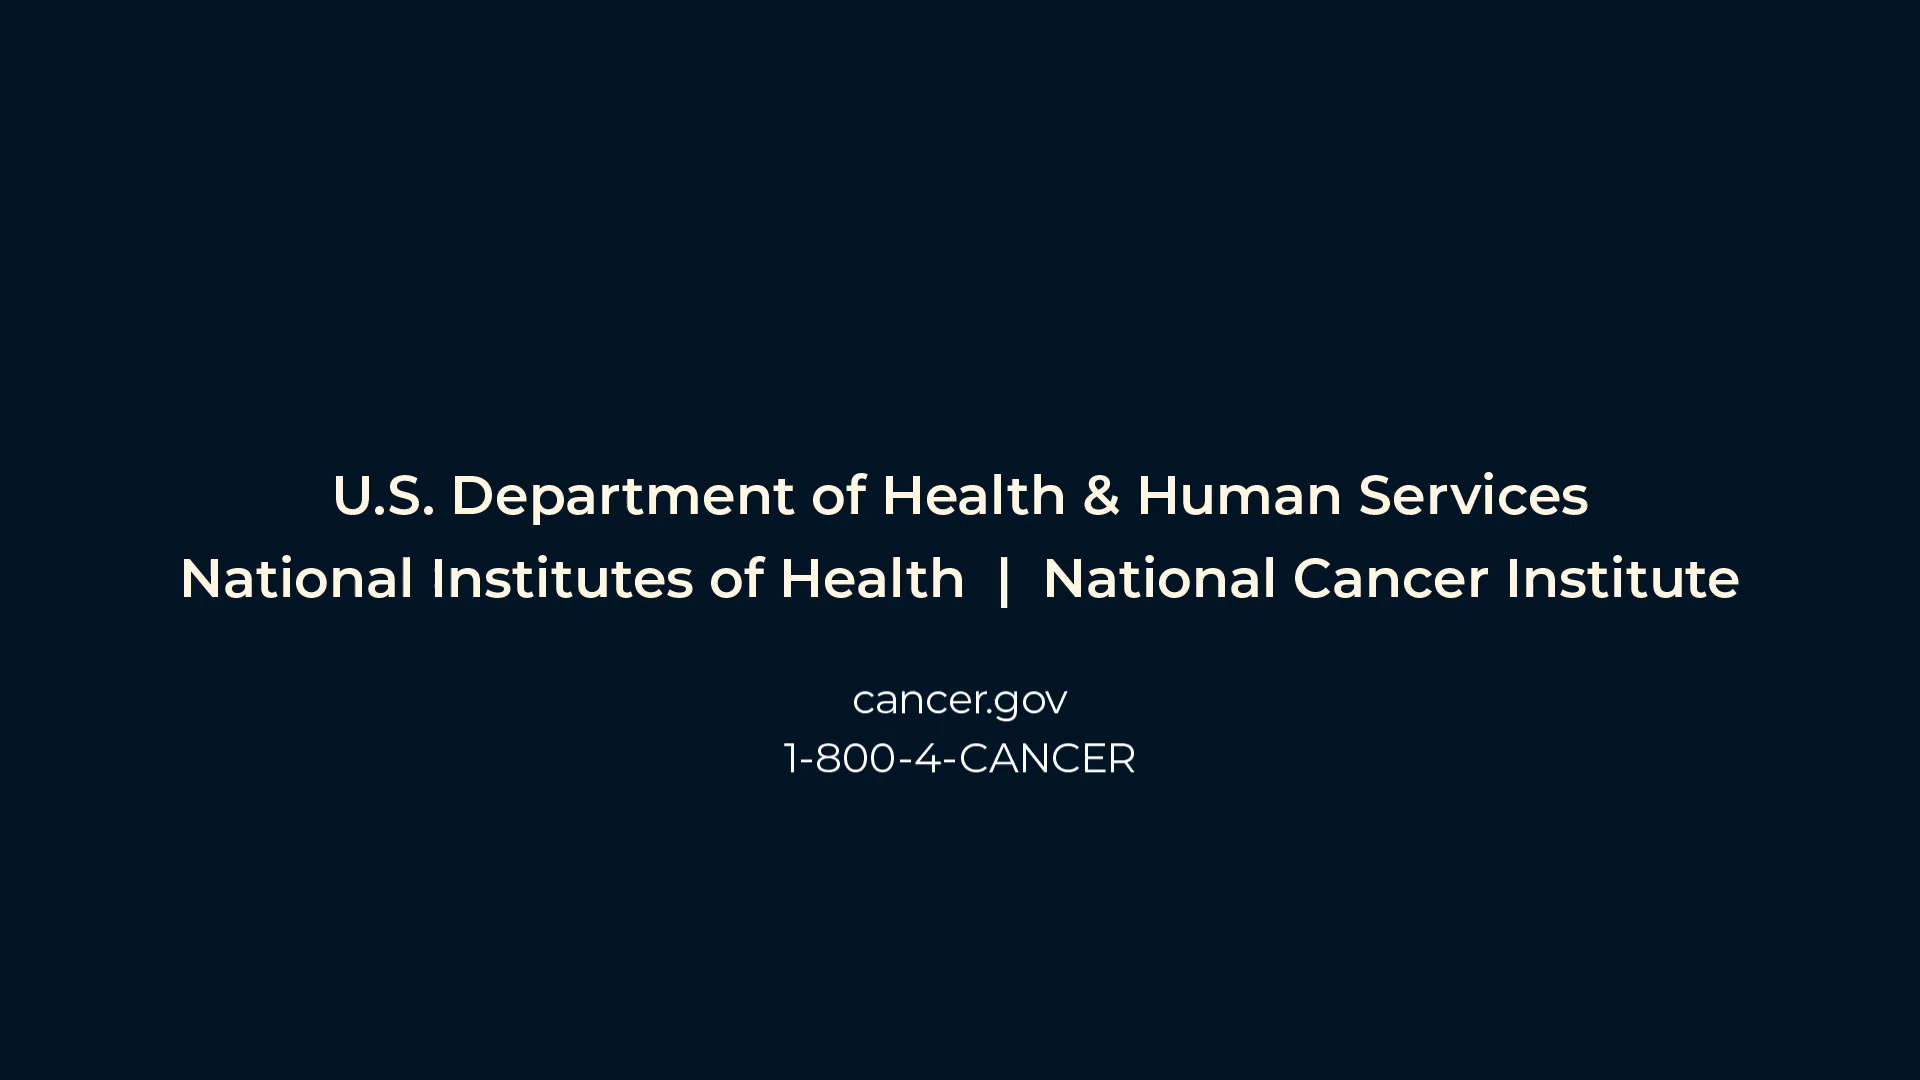 U.S. Department of Health & Human Services
National Institutes of Health | National Cancer Institute
cancer.gov
1-800-4-CANCER